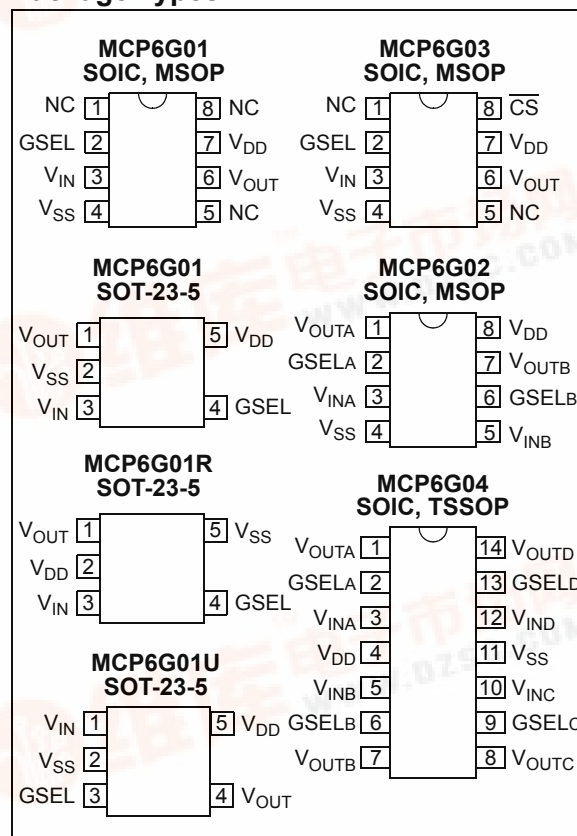 MCP6G01
SOIC, MSOP
NC 1
GSEL 2
VIN 3
VSS 4
8 NC
7 VDD
6 VOUT
5 NC
MCP6G03
SOIC, MSOP
NC 1
GSEL 2
VIN 3
VSS 4
8 CS
7 VDD
6 VOUT
5 NC
MCP6G01
SOT-23-5
VOUT 1
VSS 2
VIN 3
5 VDD
4 GSEL
MCP6G02
SOIC, MSOP
VOUTA 1
GSELA 2
VINA 3
VSS 4
8 VDD
7 VOUTB
6 GSELB
5 VINB
MCP6G01R
SOT-23-5
VOUT 1
VDD 2
VIN 3
5 VSS
4 GSEL
MCP6G04
SOIC, TSSOP
VOUTA 1
GSELA 2
VINA 3
VDD 4
VINB 5
GSELB 6
VOUTB 7
14 VOUTD
13 GSELD
12 VIND
11 VSS
10 VINC
9 GSELC
8 VOUTC
MCP6G01U
SOT-23-5
VIN 1
VSS 2
GSEL 3
5 VDD
4 VOUT